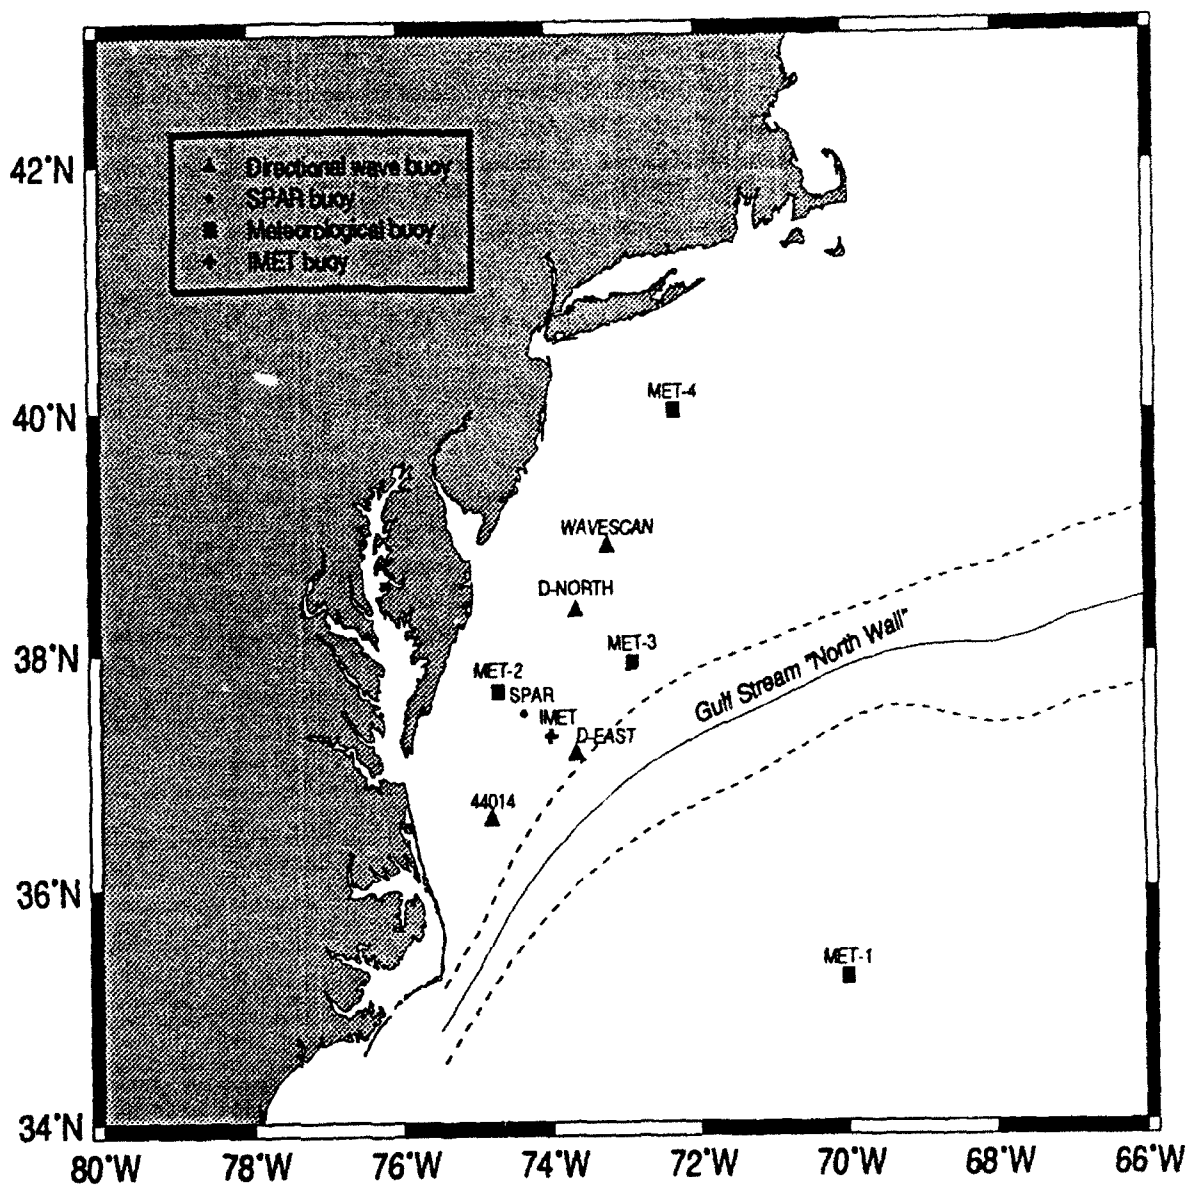 42°N
Directional wave buoy
SPAR buoy
Meteorological buoy
IMET buoy
MET-4
40°N
WAVESCAN
D-NORTH
MET-3
38°N
MET-2
SPAR
IMET
D-EAST
Gulf Stream "North Wall"
44014
36°N
MET-1
34°N
80°W 78°W 76°W 74°W 72°W 70°W 68°W 66°W